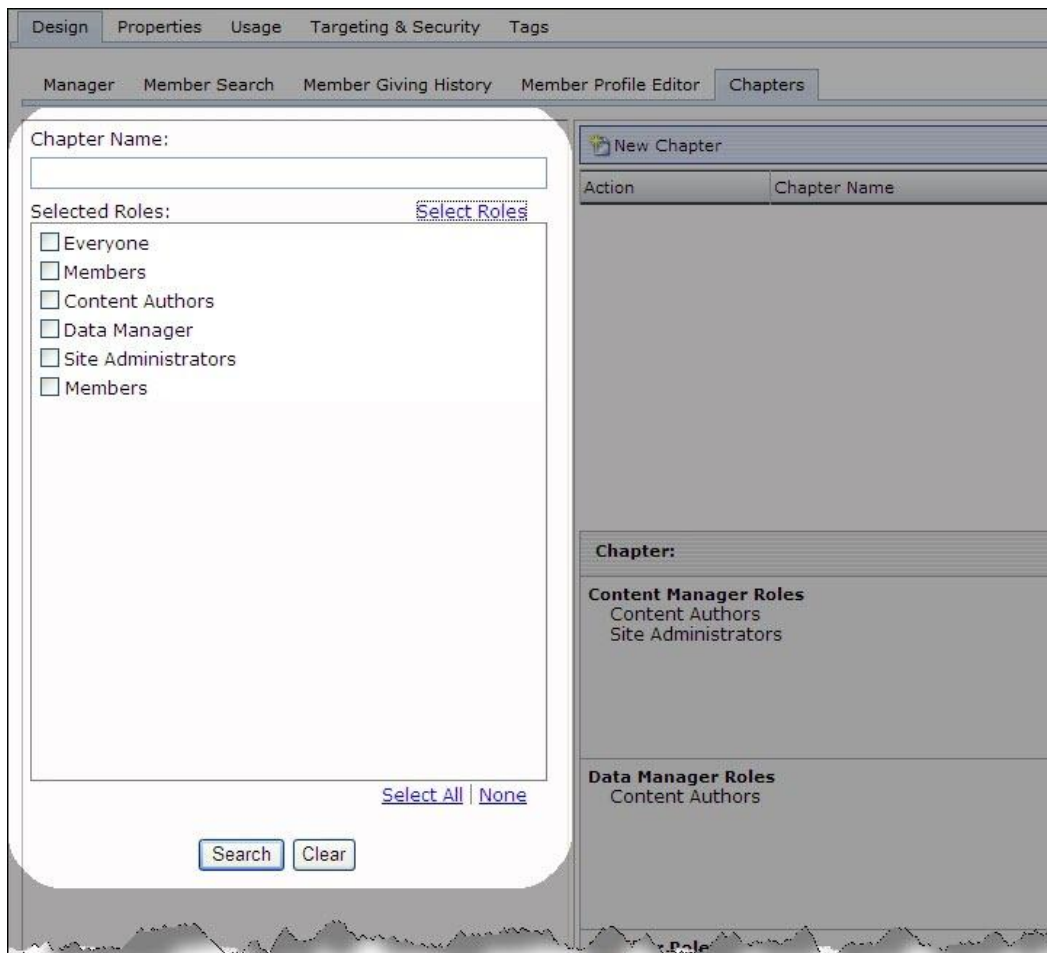 Design Properties Usage Targeting & Security Tags
Manager Member Search Member Giving History Member Profile Editor Chapters
Chapter Name:
Selected Roles: Select Roles
Everyone
Members
Content Authors
Data Manager
Site Administrators
Members
Select All | None
Search Clear
New Chapter
Action Chapter Name
Chapter:
Content Manager Roles
Content Authors
Site Administrators
Data Manager Roles
Content Authors